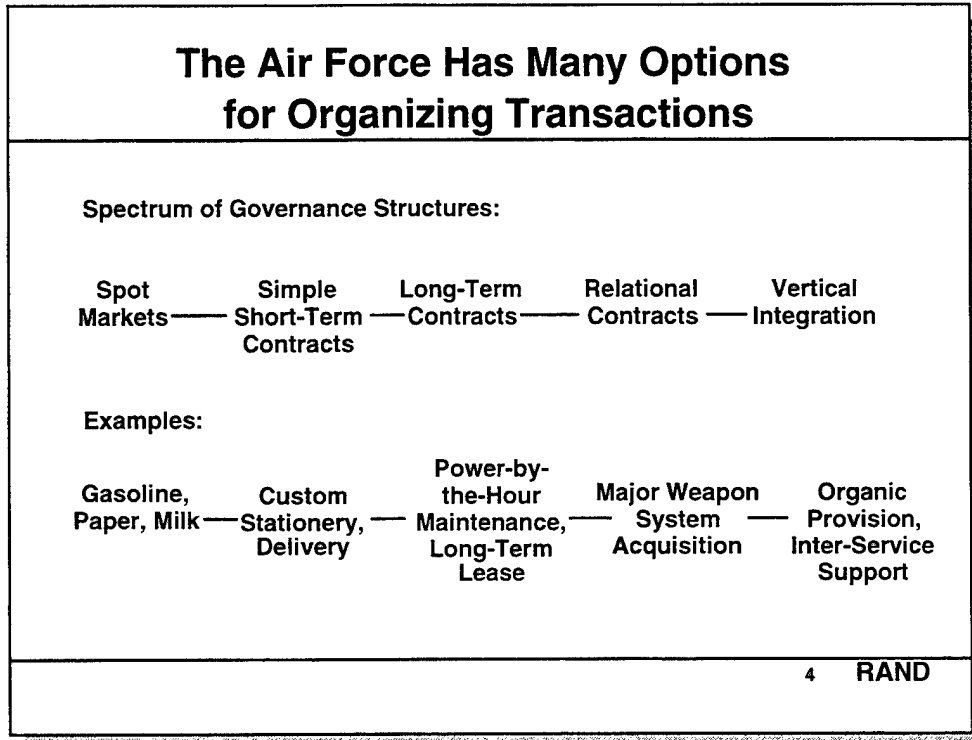 The Air Force Has Many Options
for Organizing Transactions
Spectrum of Governance Structures:
Spot
Markets
Simple
Short-Term
Contracts
Long-Term
Contracts
Relational
Contracts
Vertical
Integration
Examples:
Gasoline,
Paper, Milk
Custom
Stationery,
Delivery
Power-by-
the-Hour
Maintenance,
Long-Term
Lease
Major Weapon
System
Acquisition
Organic
Provision,
Inter-Service
Support
4 RAND